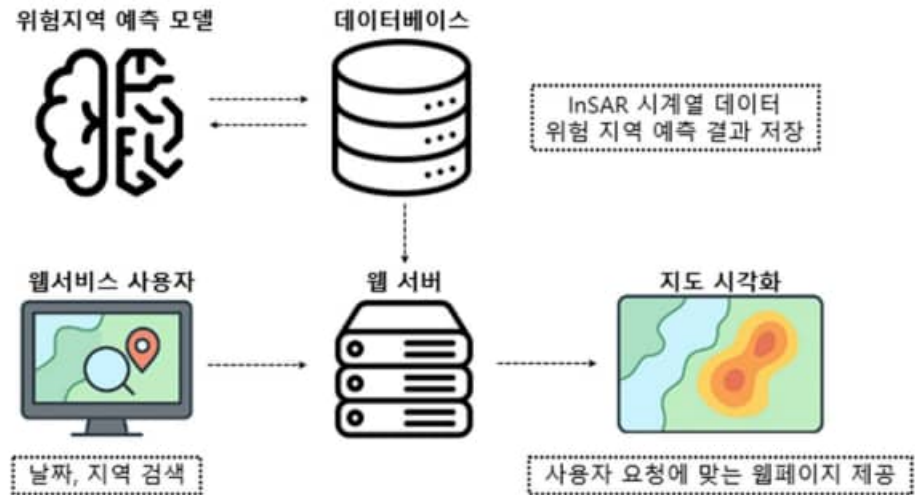 위험지역 예측 모델
데이터베이스
InSAR 시계열 데이터
위험 지역 예측 결과 저장
웹서비스 사용자
웹 서버
지도 시각화
날짜, 지역 검색
사용자 요청에 맞는 웹페이지 제공